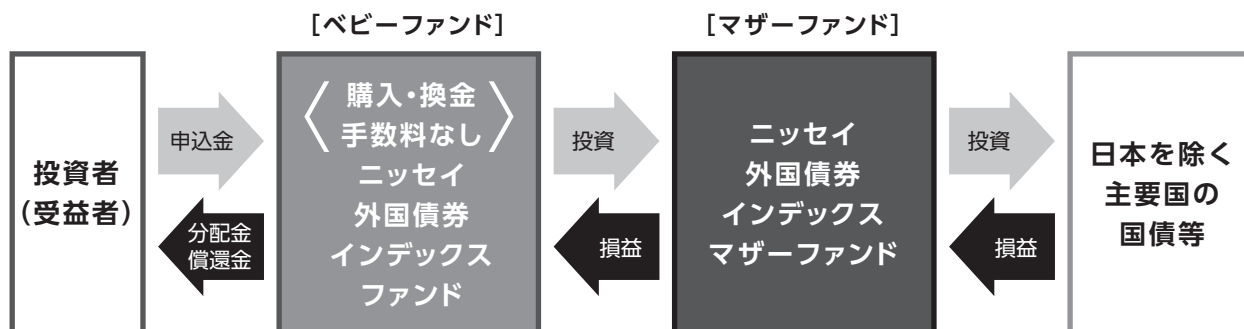 [ベビーファンド]
[マザーファンド]
投資者
(受益者)
申込金
分配金
償還金
〈購入・換金
手数料なし〉
ニッセイ
外国債券
インデックス
ファンド
投資
損益
ニッセイ
外国債券
インデックス
マザーファンド
投資
損益
日本を除く
主要国の
国債等